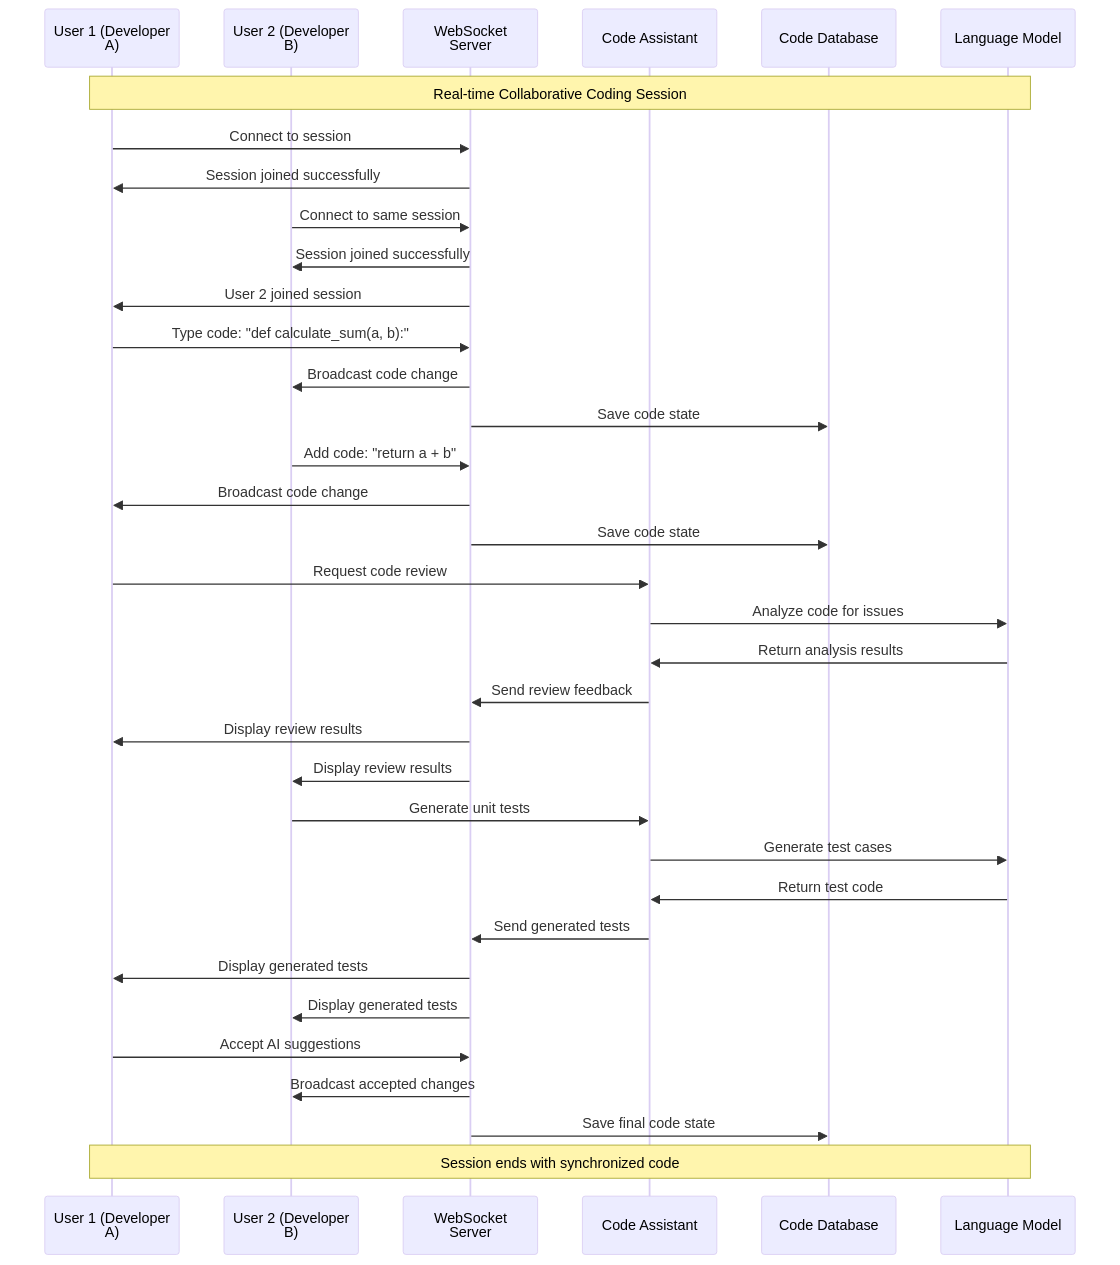 User 1 (Developer
A)
User 2 (Developer
B)
WebSocket
Server
Code Assistant
Code Database
Language Model
Real-time Collaborative Coding Session
Connect to session
Session joined successfully
Connect to same session
Session joined successfully
User 2 joined session
Type code: "def calculate_sum(a, b):"
Broadcast code change
Save code state
Add code: "return a + b"
Broadcast code change
Save code state
Request code review
Analyze code for issues
Return analysis results
Send review feedback
Display review results
Display review results
Generate unit tests
Generate test cases
Return test code
Send generated tests
Display generated tests
Display generated tests
Accept AI suggestions
Broadcast accepted changes
Save final code state
Session ends with synchronized code
User 1 (Developer
A)
User 2 (Developer
B)
WebSocket
Server
Code Assistant
Code Database
Language Model